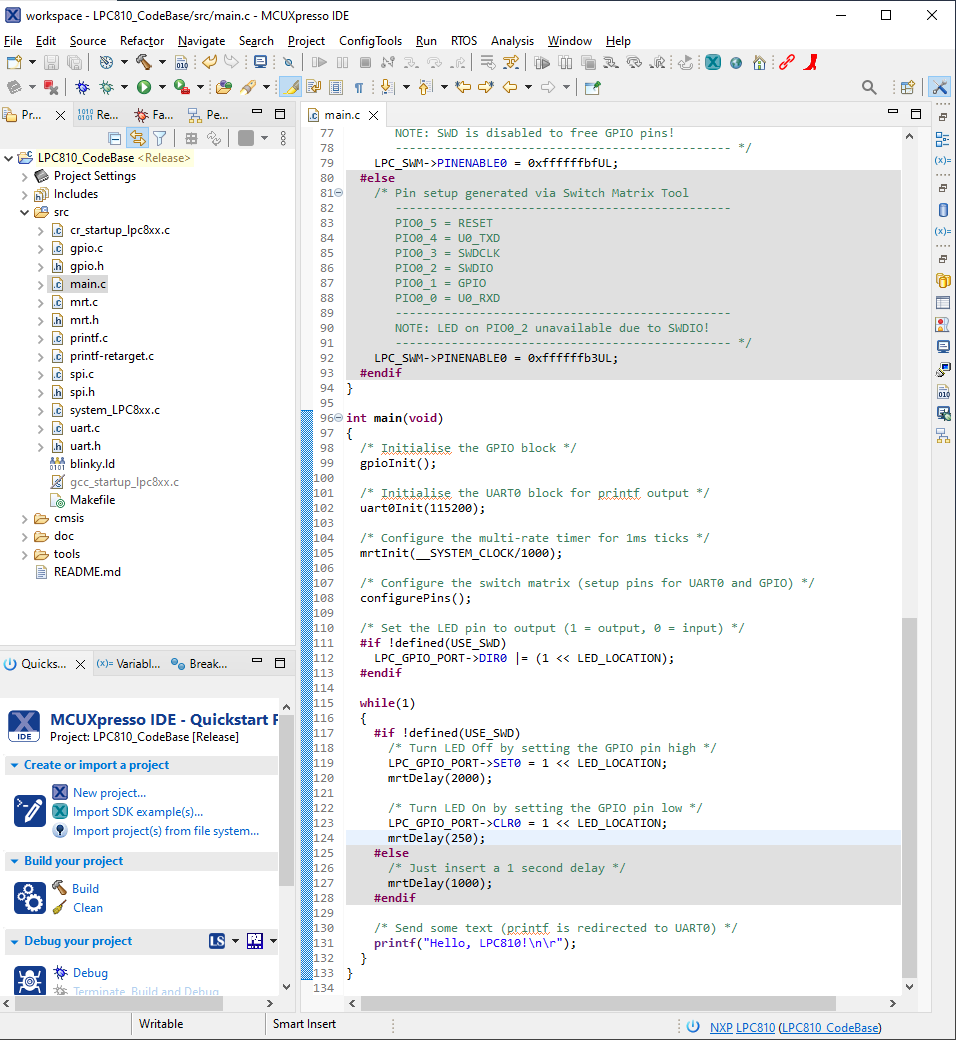 workspace - LPC810_CodeBase/src/main.c - MCUXpresso IDE
File Edit Source Refactor Navigate Search Project ConfigTools Run RTOS Analysis Window Help
Pr... Re... Fa... Pe...
LPC810_CodeBase <Release>
Project Settings
Includes
src
cr_startup_lpc8xx.c
gpio.c
gpio.h
main.c
mrt.c
mrt.h
printf.c
printf-retarget.c
spi.c
spi.h
system_LPC8xx.c
uart.c
uart.h
blinky.ld
gcc_startup_lpc8xx.c
Makefile
cmsis
doc
tools
README.md
Quicks... (x)= Variabl... Break...
MCUXpresso IDE - Quickstart P
IDE
Project: LPC810_CodeBase [Release]
Create or import a project
New project...
Import SDK example(s)...
Import project(s) from file system...
Build your project
Build
Clean
Debug your project LS
Debug
Terminate, Build and Debug
main.c
77 NOTE: SWD is disabled to free GPIO pins!
78 ------------------------------------------------ */
79 LPC_SWM->PINENABLE0 = 0xffffffbfUL;
80 #else
81 /* Pin setup generated via Switch Matrix Tool
82 ------------------------------------------------
83 PIO0_5 = RESET
84 PIO0_4 = U0_TXD
85 PIO0_3 = SWDCLK
86 PIO0_2 = SWDIO
87 PIO0_1 = GPIO
88 PIO0_0 = U0_RXD
89 ------------------------------------------------
90 NOTE: LED on PIO0_2 unavailable due to SWDIO!
91 ------------------------------------------------ */
92 LPC_SWM->PINENABLE0 = 0xffffffb3UL;
93 #endif
94 }
95
96 int main(void)
97 {
98 /* Initialise the GPIO block */
99 gpioInit();
100
101 /* Initialise the UART0 block for printf output */
102 uart0Init(115200);
103
104 /* Configure the multi-rate timer for 1ms ticks */
105 mrtInit(__SYSTEM_CLOCK/1000);
106
107 /* Configure the switch matrix (setup pins for UART0 and GPIO) */
108 configurePins();
109
110 /* Set the LED pin to output (1 = output, 0 = input) */
111 #if !defined(USE_SWD)
112 LPC_GPIO_PORT->DIR0 |= (1 << LED_LOCATION);
113 #endif
114
115 while(1)
116 {
117 #if !defined(USE_SWD)
118 /* Turn LED Off by setting the GPIO pin high */
119 LPC_GPIO_PORT->SET0 = 1 << LED_LOCATION;
120 mrtDelay(2000);
121
122 /* Turn LED On by setting the GPIO pin low */
123 LPC_GPIO_PORT->CLR0 = 1 << LED_LOCATION;
124 mrtDelay(250);
125 #else
126 /* Just insert a 1 second delay */
127 mrtDelay(1000);
128 #endif
129
130 /* Send some text (printf is redirected to UART0) */
131 printf("Hello, LPC810!\n\r");
132 }
133 }
134
Writable Smart Insert NXP LPC810 (LPC810_CodeBase)